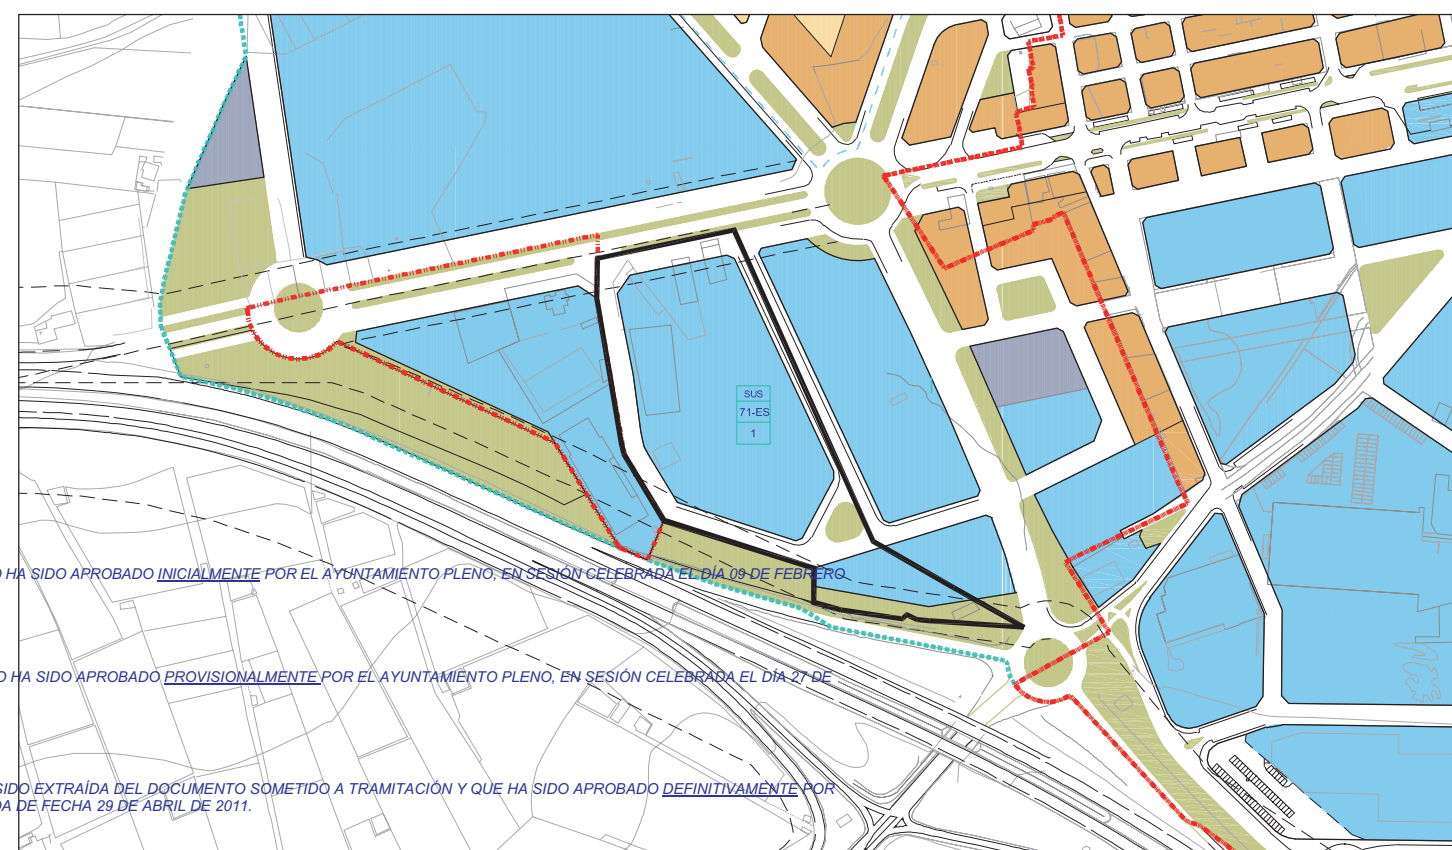 SUS
71-ES
1
O HA SIDO APROBADO INICIALMENTE POR EL AYUNTAMIENTO PLENO, EN SESIÓN CELEBRADA EL DÍA 09 DE FEBRERO
O HA SIDO APROBADO PROVISIONALMENTE POR EL AYUNTAMIENTO PLENO, EN SESIÓN CELEBRADA EL DÍA 27 DE
SIDO EXTRAÍDA DEL DOCUMENTO SOMETIDO A TRAMITACIÓN Y QUE HA SIDO APROBADO DEFINITIVAMENTE POR
DA DE FECHA 29 DE ABRIL DE 2011.